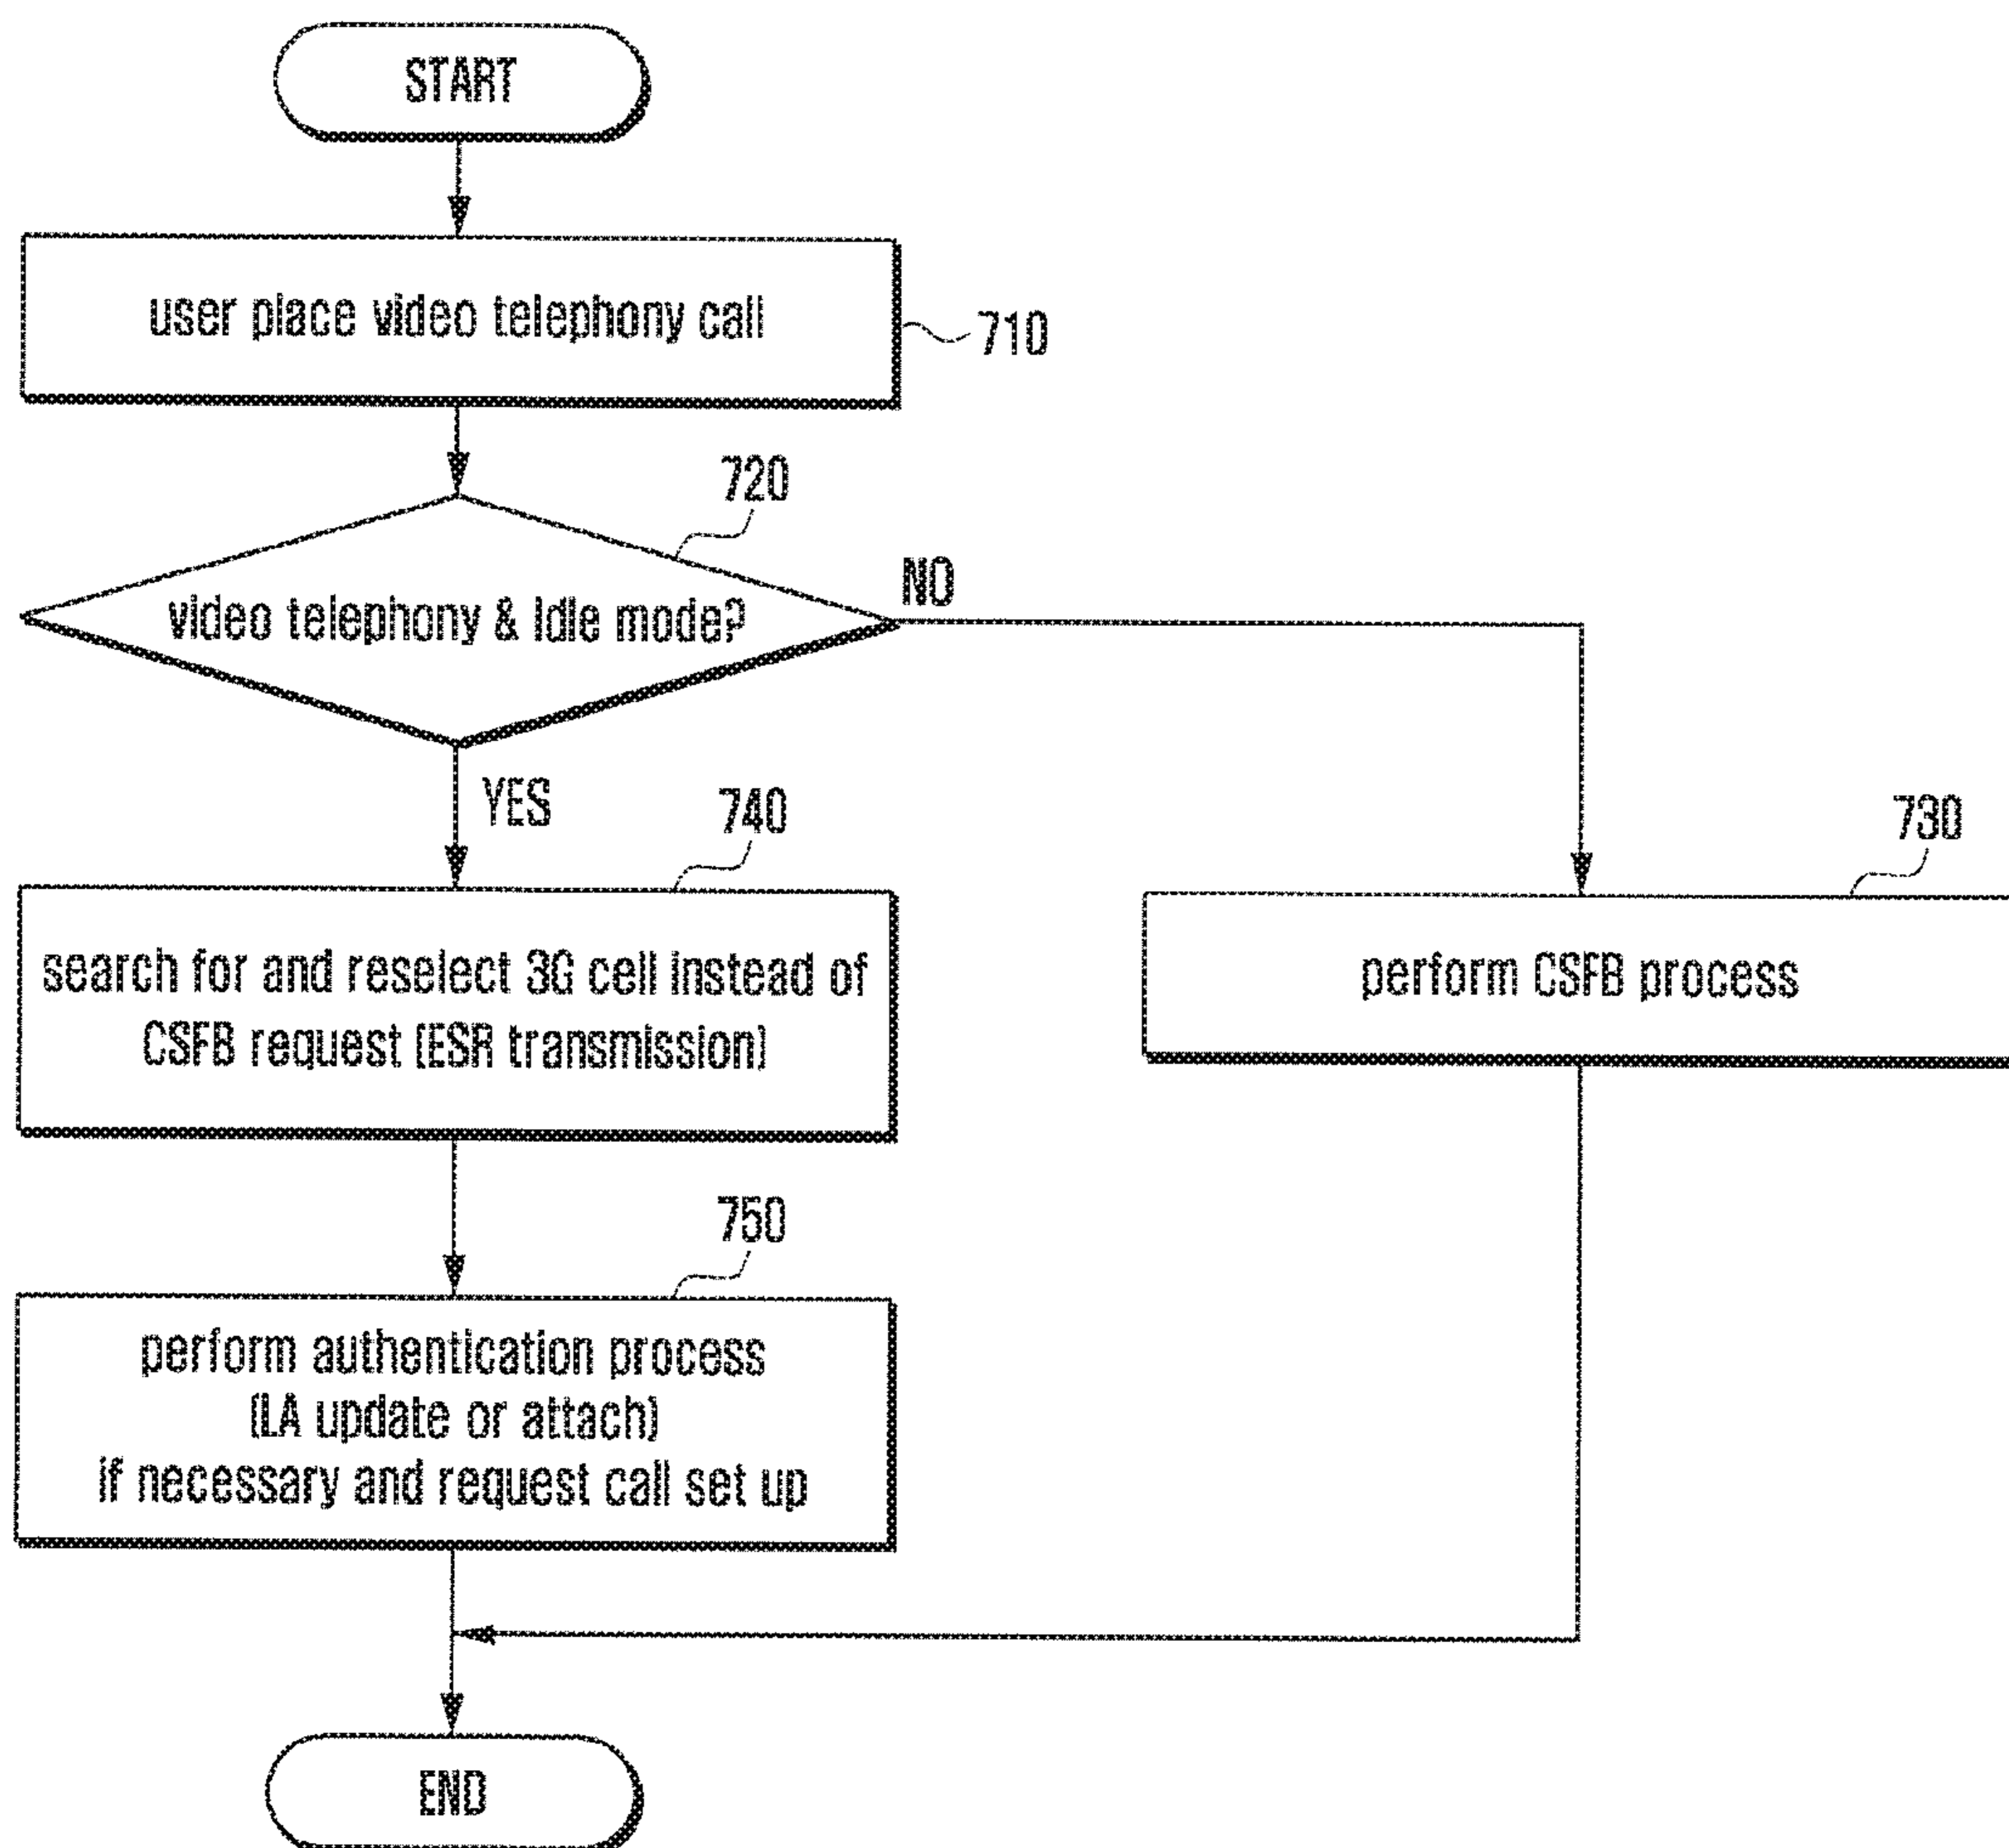 START
user place video telephony call
710
720
video telephony & Idle mode?
NO
YES
740
730
search for and reselect 3G cell instead of
CSFB request (ESR transmission)
perform CSFB process
750
perform authentication process
(LA update or attach)
if necessary and request call set up
END